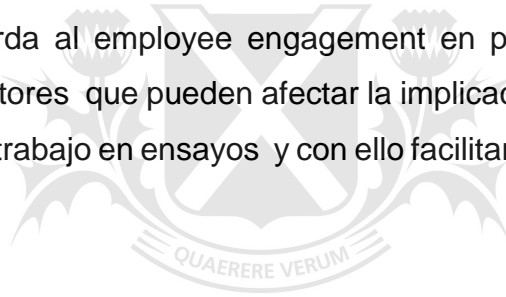 rda al employee engagement en p
tores que pueden afectar la implicac
trabajo en ensayos y con ello facilitar
QUAERERE VERUM